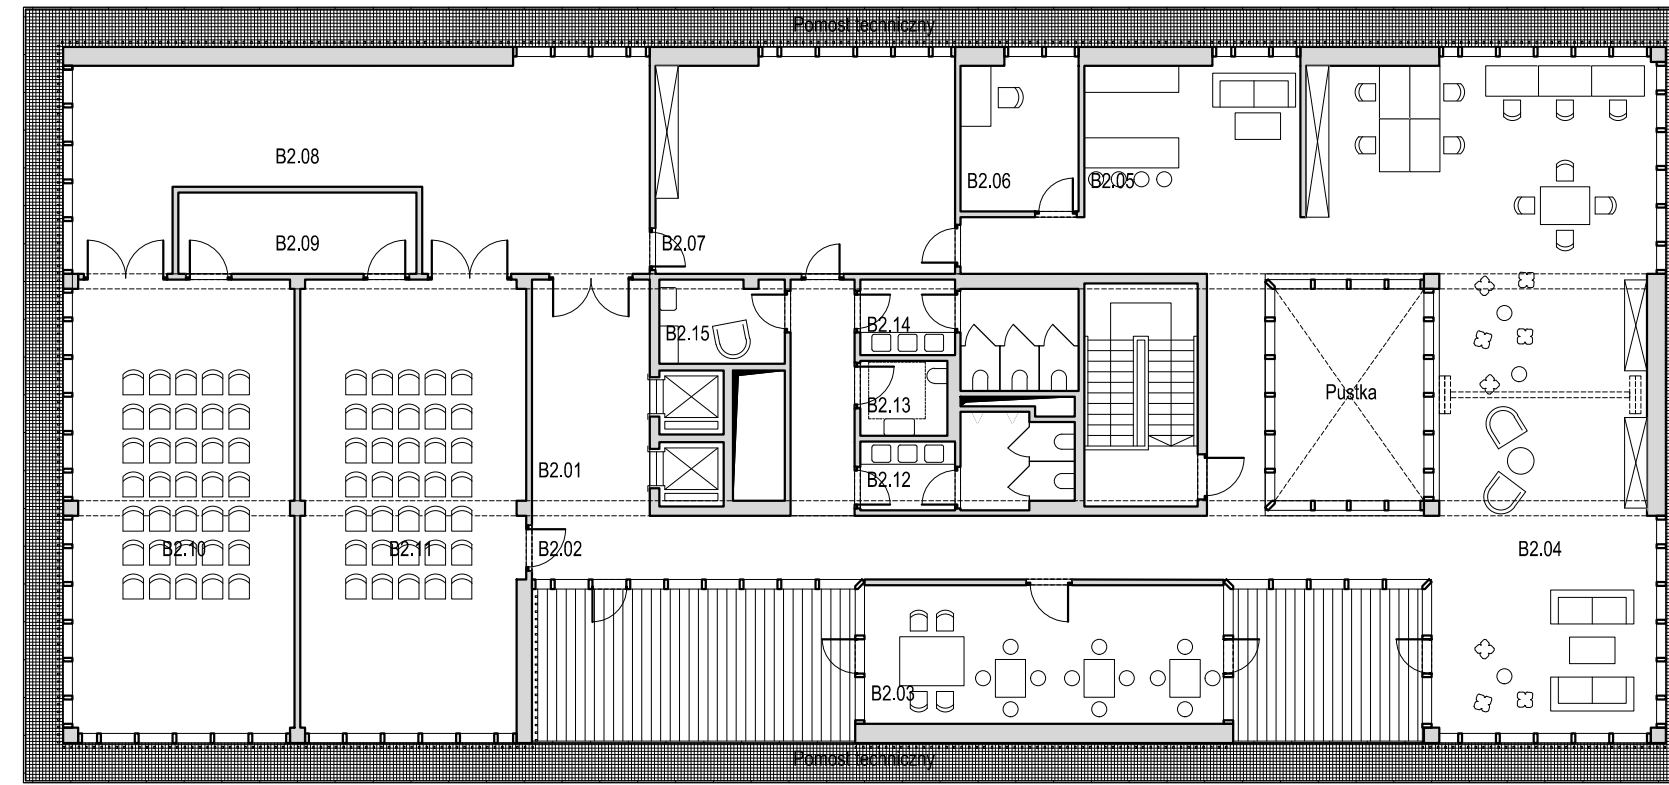 Pomost techniczny
B2.08
B2.06
B2.05
B2.09
B2.07
B2.14
B2.15
Pustka
B2.13
B2.01
B2.12
B2.10
B2.11
B2.02
B2.04
B2.03
Pomost techniczny